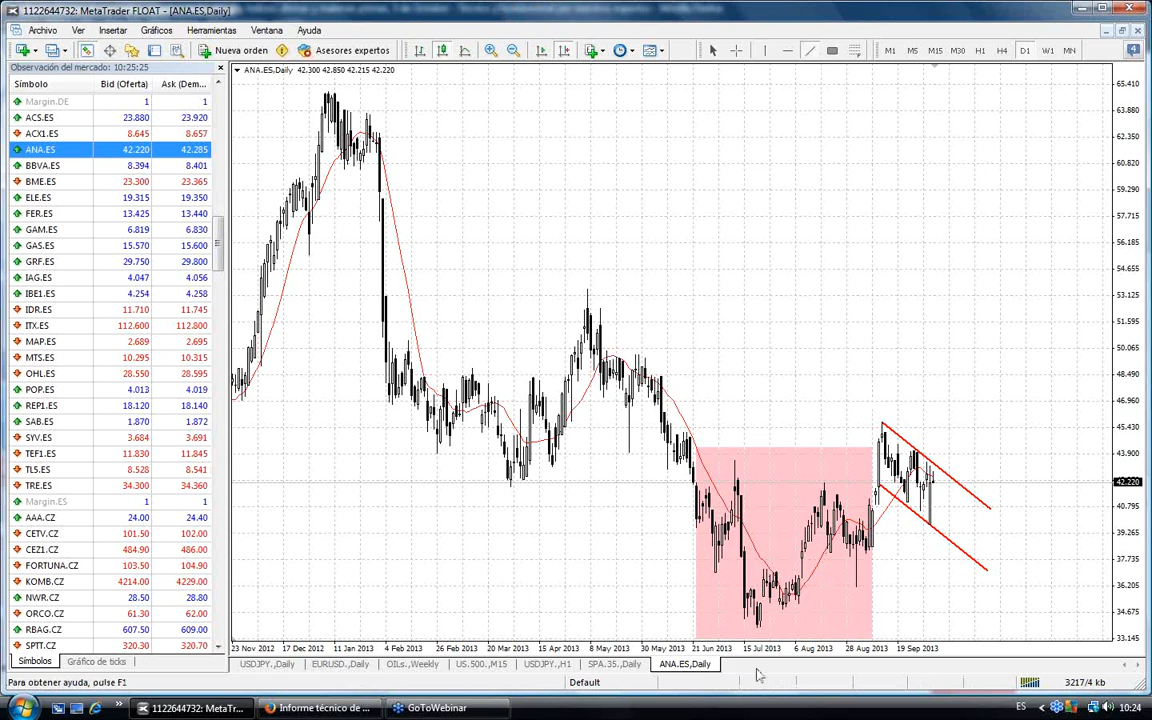 1122644732: MetaTrader FLOAT - [ANA.ES,Daily]
Archivo Ver Insertar Gráficos Herramientas Ventana Ayuda
Nueva orden Asesores expertos M1 M5 M15 M30 H1 H4 D1 W1 MN 4
Observación del mercado: 10:25:25
Símbolo Bid (Oferta) Ask (Dem...
Margin.DE 1 1
ACS.ES 23.880 23.920
ACX1.ES 8.645 8.657
ANA.ES 42.220 42.285
BBVA.ES 8.394 8.401
BME.ES 23.300 23.365
ELE.ES 19.315 19.350
FER.ES 13.425 13.440
GAM.ES 6.819 6.830
GAS.ES 15.570 15.600
GRF.ES 29.750 29.800
IAG.ES 4.047 4.056
IBE1.ES 4.254 4.258
IDR.ES 11.710 11.745
ITX.ES 112.600 112.800
MAP.ES 2.689 2.695
MTS.ES 10.295 10.315
OHL.ES 28.550 28.595
POP.ES 4.013 4.019
REP1.ES 18.120 18.140
SAB.ES 1.870 1.872
SYV.ES 3.684 3.691
TEF1.ES 11.830 11.845
TL5.ES 8.528 8.541
TRE.ES 34.300 34.360
Margin.ES 1 1
AAA.CZ 24.00 24.40
CETV.CZ 101.50 102.00
CEZ1.CZ 484.90 486.00
FORTUNA.CZ 103.50 104.90
KOMB.CZ 4214.00 4229.00
NWR.CZ 28.50 28.80
ORCO.CZ 61.30 62.00
RBAG.CZ 607.50 609.00
SPTT.CZ 320.30 320.70
Símbolos Gráfico de ticks
ANA.ES,Daily 42.300 42.850 42.215 42.220
65.410
63.880
62.350
60.820
59.290
57.715
56.185
54.655
53.125
51.595
50.065
48.490
46.960
45.430
43.900
42.220
40.795
39.265
37.735
36.205
34.675
33.145
23 Nov 2012 17 Dec 2012 11 Jan 2013 4 Feb 2013 26 Feb 2013 20 Mar 2013 15 Apr 2013 8 May 2013 30 May 2013 21 Jun 2013 15 Jul 2013 6 Aug 2013 28 Aug 2013 19 Sep 2013
USDJPY.,Daily EURUSD.,Daily OILs.,Weekly US.500.,M15 USDJPY.,H1 SPA.35.,Daily ANA.ES,Daily
Para obtener ayuda, pulse F1 Default 3217/4 kb
1122644732: MetaTr... Informe técnico de ... GoToWebinar ES 10:24